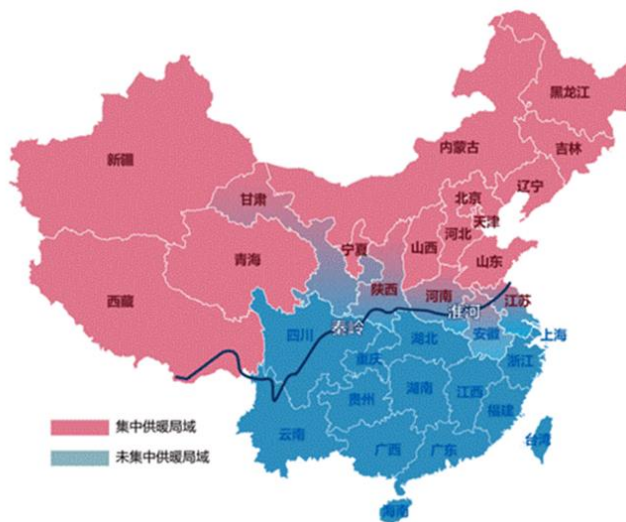 黑龙江
吉林
内蒙古
辽宁
新疆
甘肃
北京
天津
河北
山西
宁夏
山东
青海
西藏
陕西
河南
江苏
淮河
秦岭
四川
安徽
上海
湖北
重庆
浙江
湖南
江西
贵州
福建
云南
广西
广东
台湾
海南
集中供暖局域
未集中供暖局域